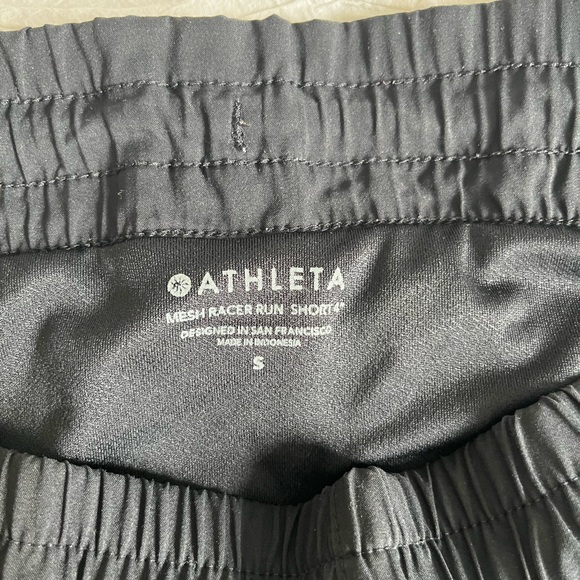 ATHLETA
MESH RACER RUN SHORT 4"
DESIGNED IN SAN FRANCISCO
MADE IN INDONESIA
S